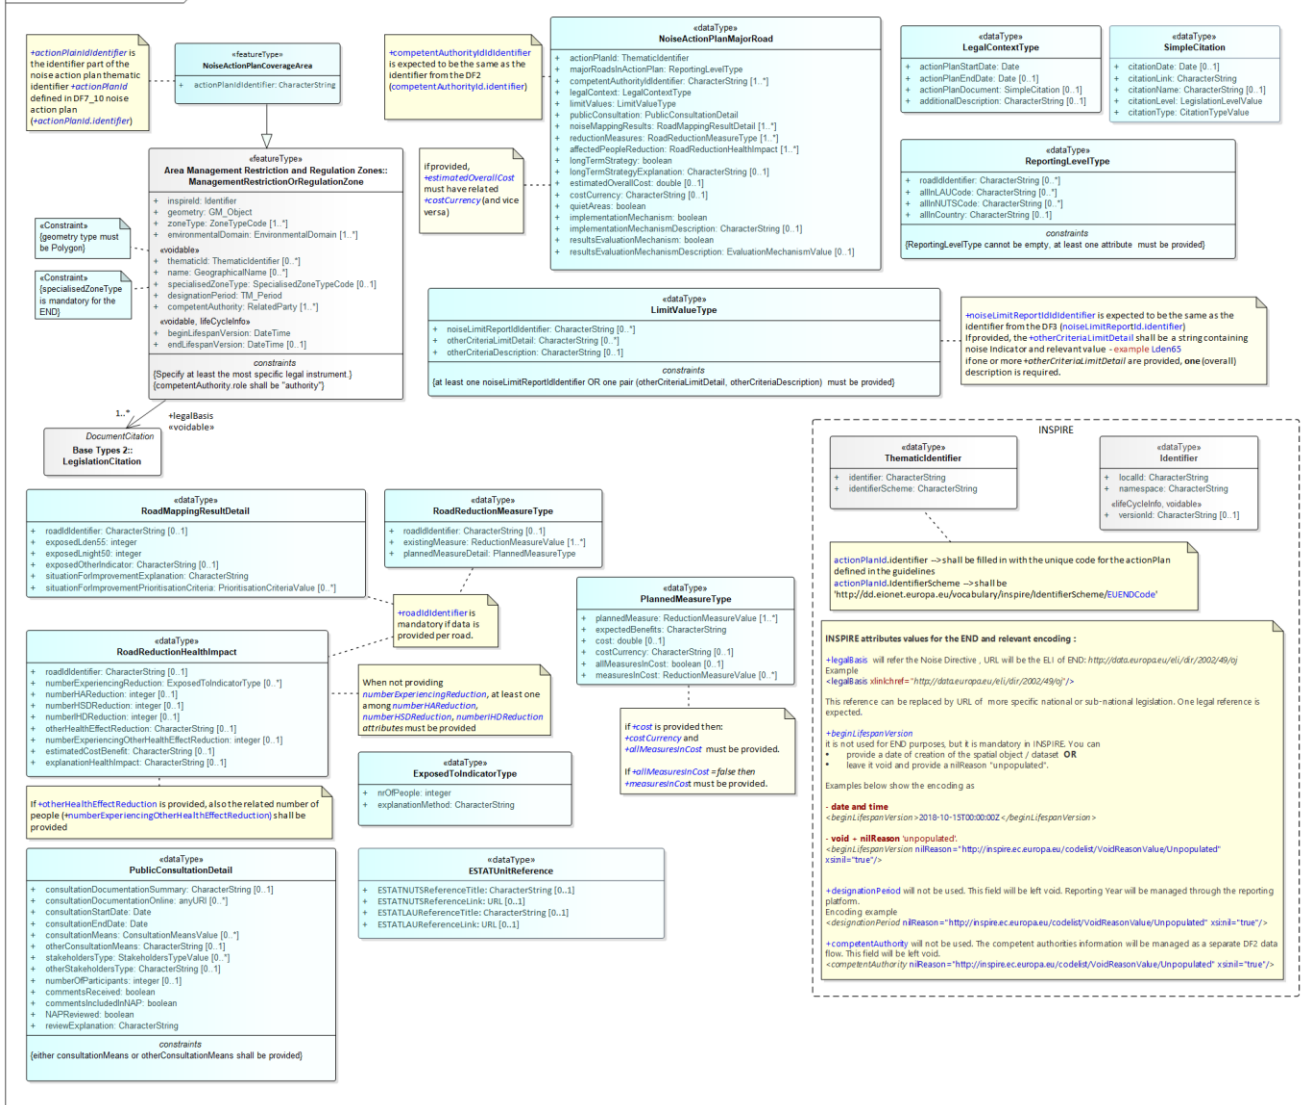 +actionPlainIdIdentifier is
the identifier part of the
noise action plan thematic
identifier +actionPlanId
defined in DF7_10 noise
action plan
(+actionPlanId.identifier)
«featureType»
NoiseActionPlanCoverageArea
+ actionPlanIdIdentifier: CharacterString
+competentAuthorityIdIdentifier
is expected to be the same as the
identifier from the DF2
(competentAuthorityId.identifier)
«dataType»
NoiseActionPlanMajorRoad
+ actionPlanId: ThematicIdentifier
+ majorRoadsInActionPlan: ReportingLevelType
+ competentAuthorityIdIdentifier: CharacterString [1..*]
+ legalContext: LegalContextType
+ limitValues: LimitValueType
+ publicConsultation: PublicConsultationDetail
+ noiseMappingResults: RoadMappingResultDetail [1..*]
+ reductionMeasures: RoadReductionMeasureType [1..*]
+ affectedPeopleReduction: RoadReductionHealthImpact [1..*]
+ longTermStrategy: boolean
+ longTermStrategyExplanation: CharacterString [0..1]
+ estimatedOverallCost: double [0..1]
+ costCurrency: CharacterString [0..1]
+ quietAreas: boolean
+ implementationMechanism: boolean
+ implementationMechanismDescription: CharacterString [0..1]
+ resultsEvaluationMechanism: boolean
+ resultsEvaluationMechanismDescription: EvaluationMechanismValue [0..1]
«dataType»
LegalContextType
+ actionPlanStartDate: Date
+ actionPlanEndDate: Date [0..1]
+ actionPlanDocument: SimpleCitation [0..1]
+ additionalDescription: CharacterString [0..1]
«dataType»
SimpleCitation
+ citationDate: Date [0..1]
+ citationLink: CharacterString
+ citationName: CharacterString [0..1]
+ citationLevel: LegislationLevelValue
+ citationType: CitationTypeValue
«dataType»
ReportingLevelType
+ roadIdIdentifier: CharacterString [0..*]
+ allInLAUCode: CharacterString [0..*]
+ allInNUTSCode: CharacterString [0..*]
+ allInCountry: CharacterString [0..1]
constraints
{ReportingLevelType cannot be empty, at least one attribute must be provided}
if provided,
+estimatedOverallCost
must have related
+costCurrency (and vice
versa)
«featureType»
Area Management Restriction and Regulation Zones::
ManagementRestrictionOrRegulationZone
+ inspireId: Identifier
+ geometry: GM_Object
+ zoneType: ZoneTypeCode [1..*]
+ environmentalDomain: EnvironmentalDomain [1..*]
«voidable»
+ thematicId: ThematicIdentifier [0..*]
+ name: GeographicalName [0..*]
+ specialisedZoneType: SpecialisedZoneTypeCode [0..1]
+ designationPeriod: TM_Period
+ competentAuthority: RelatedParty [1..*]
«voidable, lifeCycleInfo»
+ beginLifespanVersion: DateTime
+ endLifespanVersion: DateTime [0..1]
constraints
{Specify at least the most specific legal instrument.}
{competentAuthority.role shall be "authority"}
«Constraint»
{geometry type must
be Polygon}
«Constraint»
{specialisedZoneType
is mandatory for the
END}
1..*
+legalBasis
«voidable»
DocumentCitation
Base Types 2::
LegislationCitation
«dataType»
LimitValueType
+ noiseLimitReportIdIdentifier: CharacterString [0..*]
+ otherCriteriaLimitDetail: CharacterString [0..*]
+ otherCriteriaDescription: CharacterString [0..1]
constraints
{at least one noiseLimitReportIdIdentifier OR one pair (otherCriteriaLimitDetail, otherCriteriaDescription) must be provided}
+noiseLimitReportIdIdentifier is expected to be the same as the
identifier from the DF3 (noiseLimitReportId.identifier)
If provided, the +otherCriteriaLimitDetail shall be a string containing
noise Indicator and relevant value - example Lden65
if one or more +otherCriteriaLimitDetail are provided, one (overall)
description is required.
INSPIRE
«dataType»
ThematicIdentifier
+ identifier: CharacterString
+ identifierScheme: CharacterString
«dataType»
Identifier
+ localId: CharacterString
+ namespace: CharacterString
«lifeCycleInfo, voidable»
+ versionId: CharacterString [0..1]
actionPlanId.identifier -->shall be filled in with the unique code for the actionPlan
defined in the guidelines
actionPlanId.IdentifierScheme -->shall be
'http://dd.eionet.europa.eu/vocabulary/inspire/IdentifierScheme/EUENDCode'
INSPIRE attributes values for the END and relevant encoding :
+legalBasis will refer the Noise Directive , URL will be the ELI of END: http://data.europa.eu/eli/dir/2002/49/oj
Example
<legalBasis xlink:href="http://data.europa.eu/eli/dir/2002/49/oj"/>
This reference can be replaced by URL of more specific national or sub-national legislation. One legal reference is
expected.
+beginLifespanVersion
it is not used for END purposes, but it is mandatory in INSPIRE. You can
• provide a date of creation of the spatial object / dataset OR
• leave it void and provide a nilReason "unpopulated".
Examples below show the encoding as
- date and time
<beginLifespanVersion>2018-10-15T00:00:00Z</beginLifespanVersion>
- void + nilReason 'unpopulated'.
<beginLifespanVersion nilReason="http://inspire.ec.europa.eu/codelist/VoidReasonValue/Unpopulated"
xsi:nil="true"/>
+designationPeriod will not be used. This field will be left void. Reporting Year will be managed through the reporting
platform.
Encoding example
<designationPeriod nilReason="http://inspire.ec.europa.eu/codelist/VoidReasonValue/Unpopulated" xsi:nil="true"/>
+competentAuthority will not be used. The competent authorities information will be managed as a separate DF2 data
flow. This field will be left void.
<competentAuthority nilReason="http://inspire.ec.europa.eu/codelist/VoidReasonValue/Unpopulated" xsi:nil="true"/>
«dataType»
RoadMappingResultDetail
+ roadIdIdentifier: CharacterString [0..1]
+ exposedLden55: integer
+ exposedLnight50: integer
+ exposedOtherIndicator: CharacterString [0..1]
+ situationForImprovementExplanation: CharacterString
+ situationForImprovementPrioritisationCriteria: PrioritisationCriteriaValue [0..*]
«dataType»
RoadReductionMeasureType
+ roadIdIdentifier: CharacterString [0..1]
+ existingMeasure: ReductionMeasureValue [1..*]
+ plannedMeasureDetail: PlannedMeasureType
+roadIdIdentifier is
mandatory if data is
provided per road.
«dataType»
PlannedMeasureType
+ plannedMeasure: ReductionMeasureValue [1..*]
+ expectedBenefits: CharacterString
+ cost: double [0..1]
+ costCurrency: CharacterString [0..1]
+ allMeasuresInCost: boolean [0..1]
+ measuresInCost: ReductionMeasureValue [0..*]
if +cost is provided then:
+costCurrency and
+allMeasuresInCost must be provided.
If +allMeasuresInCost =false then
+measuresInCost must be provided.
«dataType»
RoadReductionHealthImpact
+ roadIdIdentifier: CharacterString [0..1]
+ numberExperiencingReduction: ExposedToIndicatorType [0..*]
+ numberHAReduction: integer [0..1]
+ numberHSDReduction: integer [0..1]
+ numberIHDReduction: integer [0..1]
+ otherHealthEffectReduction: CharacterString [0..1]
+ numberExperiencingOtherHealthEffectReduction: integer [0..1]
+ estimatedCostBenefit: CharacterString [0..1]
+ explanationHealthImpact: CharacterString [0..1]
When not providing
numberExperiencingReduction, at least one
among numberHAReduction,
numberHSDReduction, numberIHDReduction
attributes must be provided
If +otherHealthEffectReduction is provided, also the related number of
people (+numberExperiencingOtherHealthEffectReduction) shall be
provided
«dataType»
ExposedToIndicatorType
+ nrOfPeople: integer
+ explanationMethod: CharacterString
«dataType»
PublicConsultationDetail
+ consultationDocumentationSummary: CharacterString [0..1]
+ consultationDocumentationOnline: anyURI [0..*]
+ consultationStartDate: Date
+ consultationEndDate: Date
+ consultationMeans: ConsultationMeansValue [0..*]
+ otherConsultationMeans: CharacterString [0..1]
+ stakeholdersType: StakeholdersTypeValue [0..*]
+ otherStakeholdersType: CharacterString [0..1]
+ numberOfParticipants: integer [0..1]
+ commentsReceived: boolean
+ commentsIncludedInNAP: boolean
+ NAPReviewed: boolean
+ reviewExplanation: CharacterString
constraints
{either consultationMeans or otherConsultationMeans shall be provided}
«dataType»
ESTATUnitReference
+ ESTATNUTSReferenceTitle: CharacterString [0..1]
+ ESTATNUTSReferenceLink: URL [0..1]
+ ESTATLAUReferenceTitle: CharacterString [0..1]
+ ESTATLAUReferenceLink: URL [0..1]